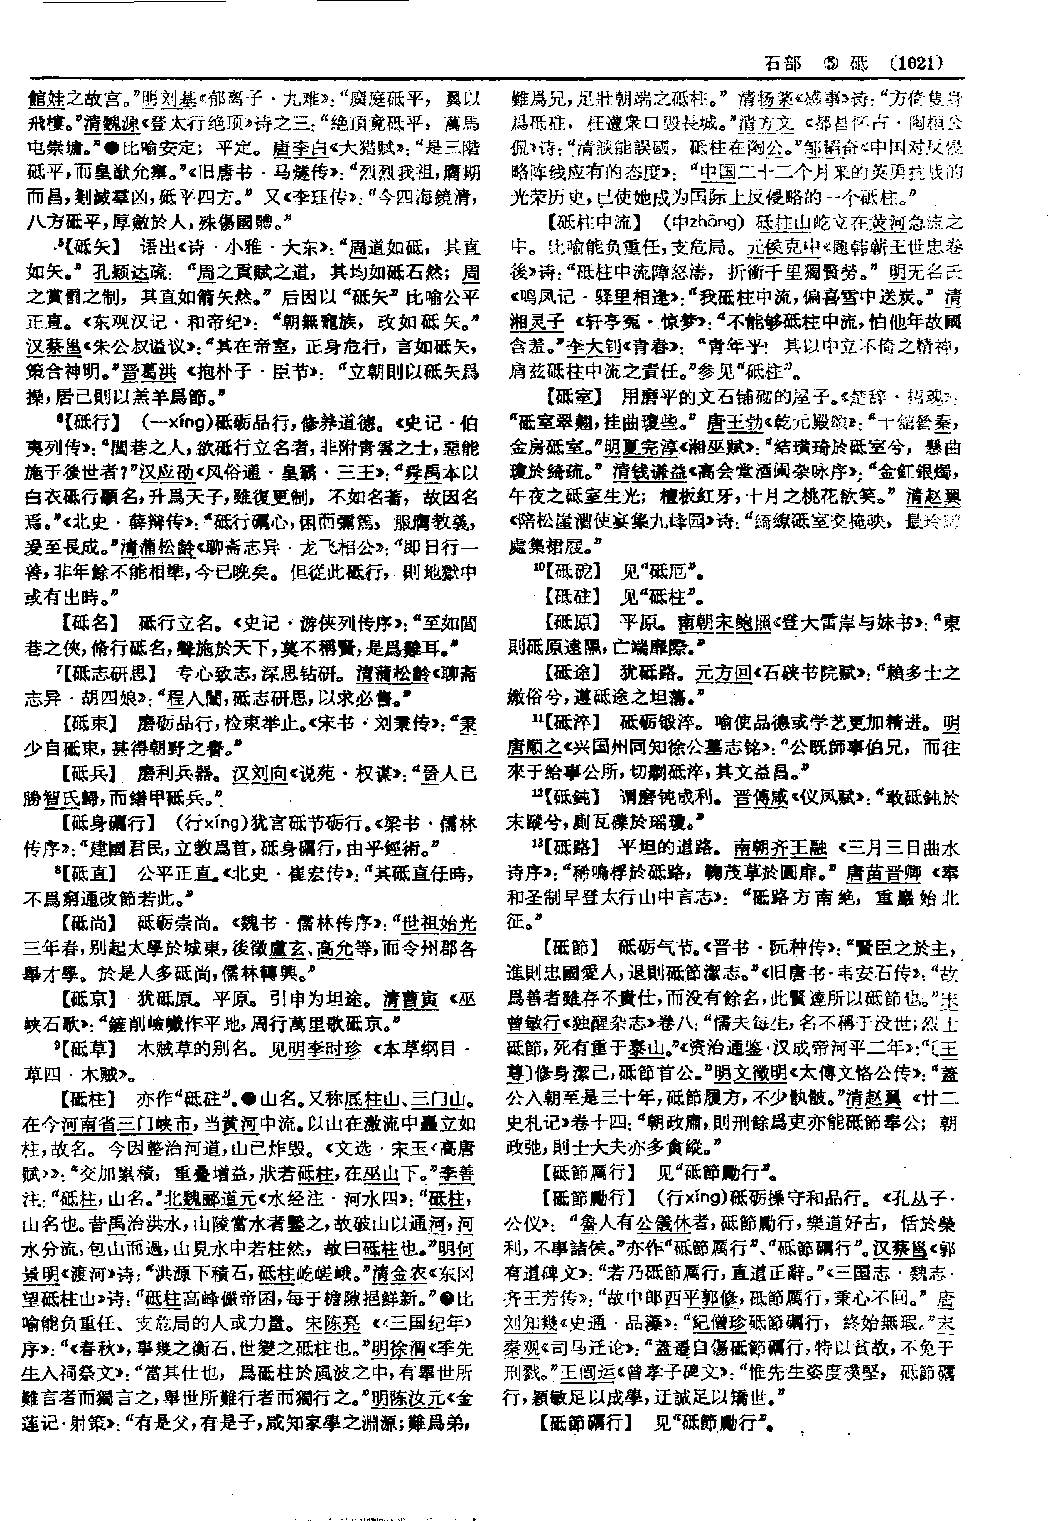 石部 ⑤ 砥 (1021)
館娃之故宫。”明刘基《郁离子·九难》：“廣庭砥平，翼以
飛樓。”清魏源《登太行绝顶》诗之三：“絶頂竟砥平，萬馬
屯崇墉。”●比喻安定；平定。唐李白《大猎赋》：“是三階
砥平，而皇猷允塞。”《旧唐书·马燧传》：“烈烈我祖，膺期
而昌，剗滅羣凶，砥平四方。”又《李珏传》：“今四海鏡清，
八方砥平，厚斂於人，殊傷國體。”
【砥矢】 语出《诗·小雅·大东》：“周道如砥，其直
如矢。”孔颖达疏：“周之貢賦之道，其均如砥石然；周
之賞罰之制，其直如箭矢然。”后因以“砥矢”比喻公平
正直。《东观汉记·和帝纪》：“朝無寵族，政如砥矢。”
汉蔡邕《朱公叔谥议》：“其在帝室，正身危行，言如砥矢，
策合神明。”晋葛洪《抱朴子·臣节》：“立朝則以砥矢爲
操，居己則以羔羊爲節。”
6【砥行】 （—xíng）砥砺品行，修养道德。《史记·伯
夷列传》：“閭巷之人，欲砥行立名者，非附青雲之士，惡能
施于後世者？”汉应劭《风俗通·皇霸·三王》：“舜禹本以
白衣砥行顯名，升爲天子，雖復更制，不如名著，故因名
焉。”《北史·薛辩传》：“砥行礪心，困而彌篤，服膺教義，
爰至長成。”清蒲松龄《聊斋志异·龙飞相公》：“即日行一
善，非年餘不能相準，今已晚矣。但從此砥行，則地獄中
或有出時。”
【砥名】 砥行立名。《史记·游侠列传序》：“至如閭
巷之俠，脩行砥名，聲施於天下，莫不稱賢，是爲難耳。”
7【砥志研思】 专心致志，深思钻研。清蒲松龄《聊斋
志异·胡四娘》：“程入闈，砥志研思，以求必售。”
【砥束】 磨砺品行，检束举止。《宋书·刘秉传》：“秉
少自砥束，甚得朝野之譽。”
【砥兵】 磨利兵器。汉刘向《说苑·权谋》：“晉人已
勝智氏歸，而繕甲砥兵。”
【砥身礪行】 （行xíng）犹言砥节砺行。《梁书·儒林
传序》：“建國君民，立教爲首，砥身礪行，由乎經術。”
8【砥直】 公平正直。《北史·崔宏传》：“其砥直任時，
不爲窮通改節若此。”
【砥尚】 砥砺崇尚。《魏书·儒林传序》：“世祖始光
三年春，别起太學於城東，後徵盧玄、高允等，而令州郡各
舉才學。於是人多砥尚，儒林轉興。”
【砥京】 犹砥原。平原。引申为坦途。清曹寅《巫
峡石歌》：“鏟削嶮巇作平地，周行萬里歌砥京。”
9【砥草】 木贼草的别名。见明李时珍《本草纲目·
草四·木贼》。
【砥柱】 亦作“砥砫”。●山名。又称厎柱山、三门山。
在今河南省三门峡市，当黄河中流。以山在激流中矗立如
柱，故名。今因整治河道，山已炸毁。《文选·宋玉〈高唐
赋〉》：“交加累積，重疊增益，狀若砥柱，在巫山下。”李善
注：“砥柱，山名。”北魏郦道元《水经注·河水四》：“砥柱，
山名也。昔禹治洪水，山陵當水者鑿之，故破山以通河，河
水分流，包山而過，山見水中若柱然，故曰砥柱也。”明何
景明《渡河》诗：“洪源下積石，砥柱屹嵯峨。”清金农《东冈
望砥柱山》诗：“砥柱高峰儼帝囷，每于檐隙挹鮮新。”●比
喻能负重任、支危局的人或力量。宋陈亮《〈三国纪年〉
序》：“《春秋》，事幾之衡石，世變之砥柱也。”明徐渭《季先
生入祠祭文》：“當其仕也，爲砥柱於風波之中，有舉世所
難言者而獨言之，舉世所難行者而獨行之。”明陈汝元《金
莲记·射策》：“有是父，有是子，咸知家學之淵源；難爲弟，
難爲兄，足壯朝端之砥柱。”清杨棨《感事》诗：“方倚隻身
爲砥柱，枉遭衆口毁長城。”清方文《都昌怀古·陶桓公
侃》诗：“清談能誤國，砥柱在陶公。”邹韬奋《中国对反侵
略阵线应有的态度》：“中国二十二个月来的英勇抗战的
光荣历史，已使她成为国际上反侵略的一个砥柱。”
【砥柱中流】 （中zhōng）砥柱山屹立在黄河急流之
中。比喻能负重任，支危局。元侯克中《题韩蕲王世忠卷
後》诗：“砥柱中流障怒濤，折衝千里獨賢勞。”明无名氏
《鸣凤记·驿里相逢》：“我砥柱中流，偏喜雪中送炭。”清
湘灵子《轩亭冤·惊梦》：“不能够砥柱中流，怕他年故國
含羞。”李大钊《青春》：“青年乎！其以中立不倚之精神，
肩兹砥柱中流之責任。”参见“砥柱”。
【砥室】 用磨平的文石铺砌的屋子。《楚辞·招魂》：
“砥室翠翹，挂曲瓊些。”唐王勃《乾元殿颂》：
金房砥室。”明夏完淳《湘巫赋》：“結璜琦於砥室兮，懸曲
瓊於綺疏。”清钱谦益《高会堂酒阑杂咏序》：“金釭銀燭，
午夜之砥室生光；檀板紅牙，十月之桃花欲笑。”清赵翼
《陪松崖漕使宴集九峰园》诗：“綺繚砥室交掩映，最玲瓏
處集裙屐。”
10【砥砨】 见“砥厄”。
【砥砫】 见“砥柱”。
【砥原】 平原。南朝宋鲍照《登大雷岸与妹书》：“東
則砥原遠隰，亡端靡際。”
【砥途】 犹砥路。元方回《石峡书院赋》：“賴多士之
媺俗兮，遵砥途之坦蕩。”
11【砥淬】 砥砺锻淬。喻使品德或学艺更加精进。明
唐顺之《兴国州同知徐公墓志铭》：“公既師事伯兄，而往
來于給事公所，切劘砥淬，其文益昌。”
12【砥鈍】 谓磨钝成利。晋傅咸《仪凤赋》：“敢砥鈍於
末蹤兮，厠瓦礫於瑶瓊。”
13【砥路】 平坦的道路。南朝齐王融《三月三日曲水
诗序》：“稀鳴桴於砥路，鞠茂草於圓扉。”唐苗晋卿《奉
和圣制早登太行山中言志》：“砥路方南絶，重巖始北
征。”
【砥節】 砥砺气节。《晋书·阮种传》：“賢臣之於主，
進則忠國愛人，退則砥節潔志。”《旧唐书·韦安石传》：“故
爲善者雖存不貴仕，而没有餘名，此賢達所以砥節也。”宋
曾敏行《独醒杂志》卷八：“懦夫每生，名不稱于没世；烈士
砥節，死有重于泰山。”《资治通鉴·汉成帝河平二年》：“〔王
尊〕修身潔己，砥節首公。”明文徵明《太傅文恪公传》：“蓋
公入朝至是三十年，砥節履方，不少骩骳。”清赵翼《廿二
史札记》卷十四：“朝政肅，則刑餘爲吏亦能砥節奉公；朝
政弛，則士大夫亦多貪縱。”
【砥節厲行】 见“砥節勵行”。
【砥節勵行】 （行xíng）砥砺操守和品行。《孔丛子·
公仪》：“魯人有公儀休者，砥節勵行，樂道好古，恬於榮
利，不事諸侯。”亦作“砥節厲行”、“砥節礪行”。汉蔡邕《郭
有道碑文》：“若乃砥節厲行，直道正辭。”《三国志·魏志·
齐王芳传》：“故中郎西平郭修，砥節厲行，秉心不回。”唐
刘知幾《史通·品藻》：“紀僧珍砥節礪行，終始無瑕。”宋
秦观《司马迁论》：“蓋遷自傷砥節礪行，特以貧故，不免于
刑戮。”王闿运《曾孝子碑文》：“惟先生姿度瓌堅，砥節礪
行，穎敏足以成學，迂誠足以矯世。”
【砥節礪行】 见“砥節勵行”。